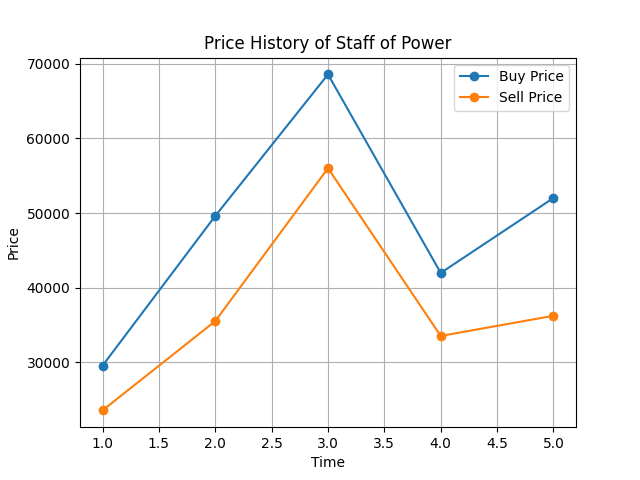 Price History of Staff of Power
Buy Price
Sell Price
Price
70000
60000
50000
40000
30000
1.0 1.5 2.0 2.5 3.0 3.5 4.0 4.5 5.0
Time